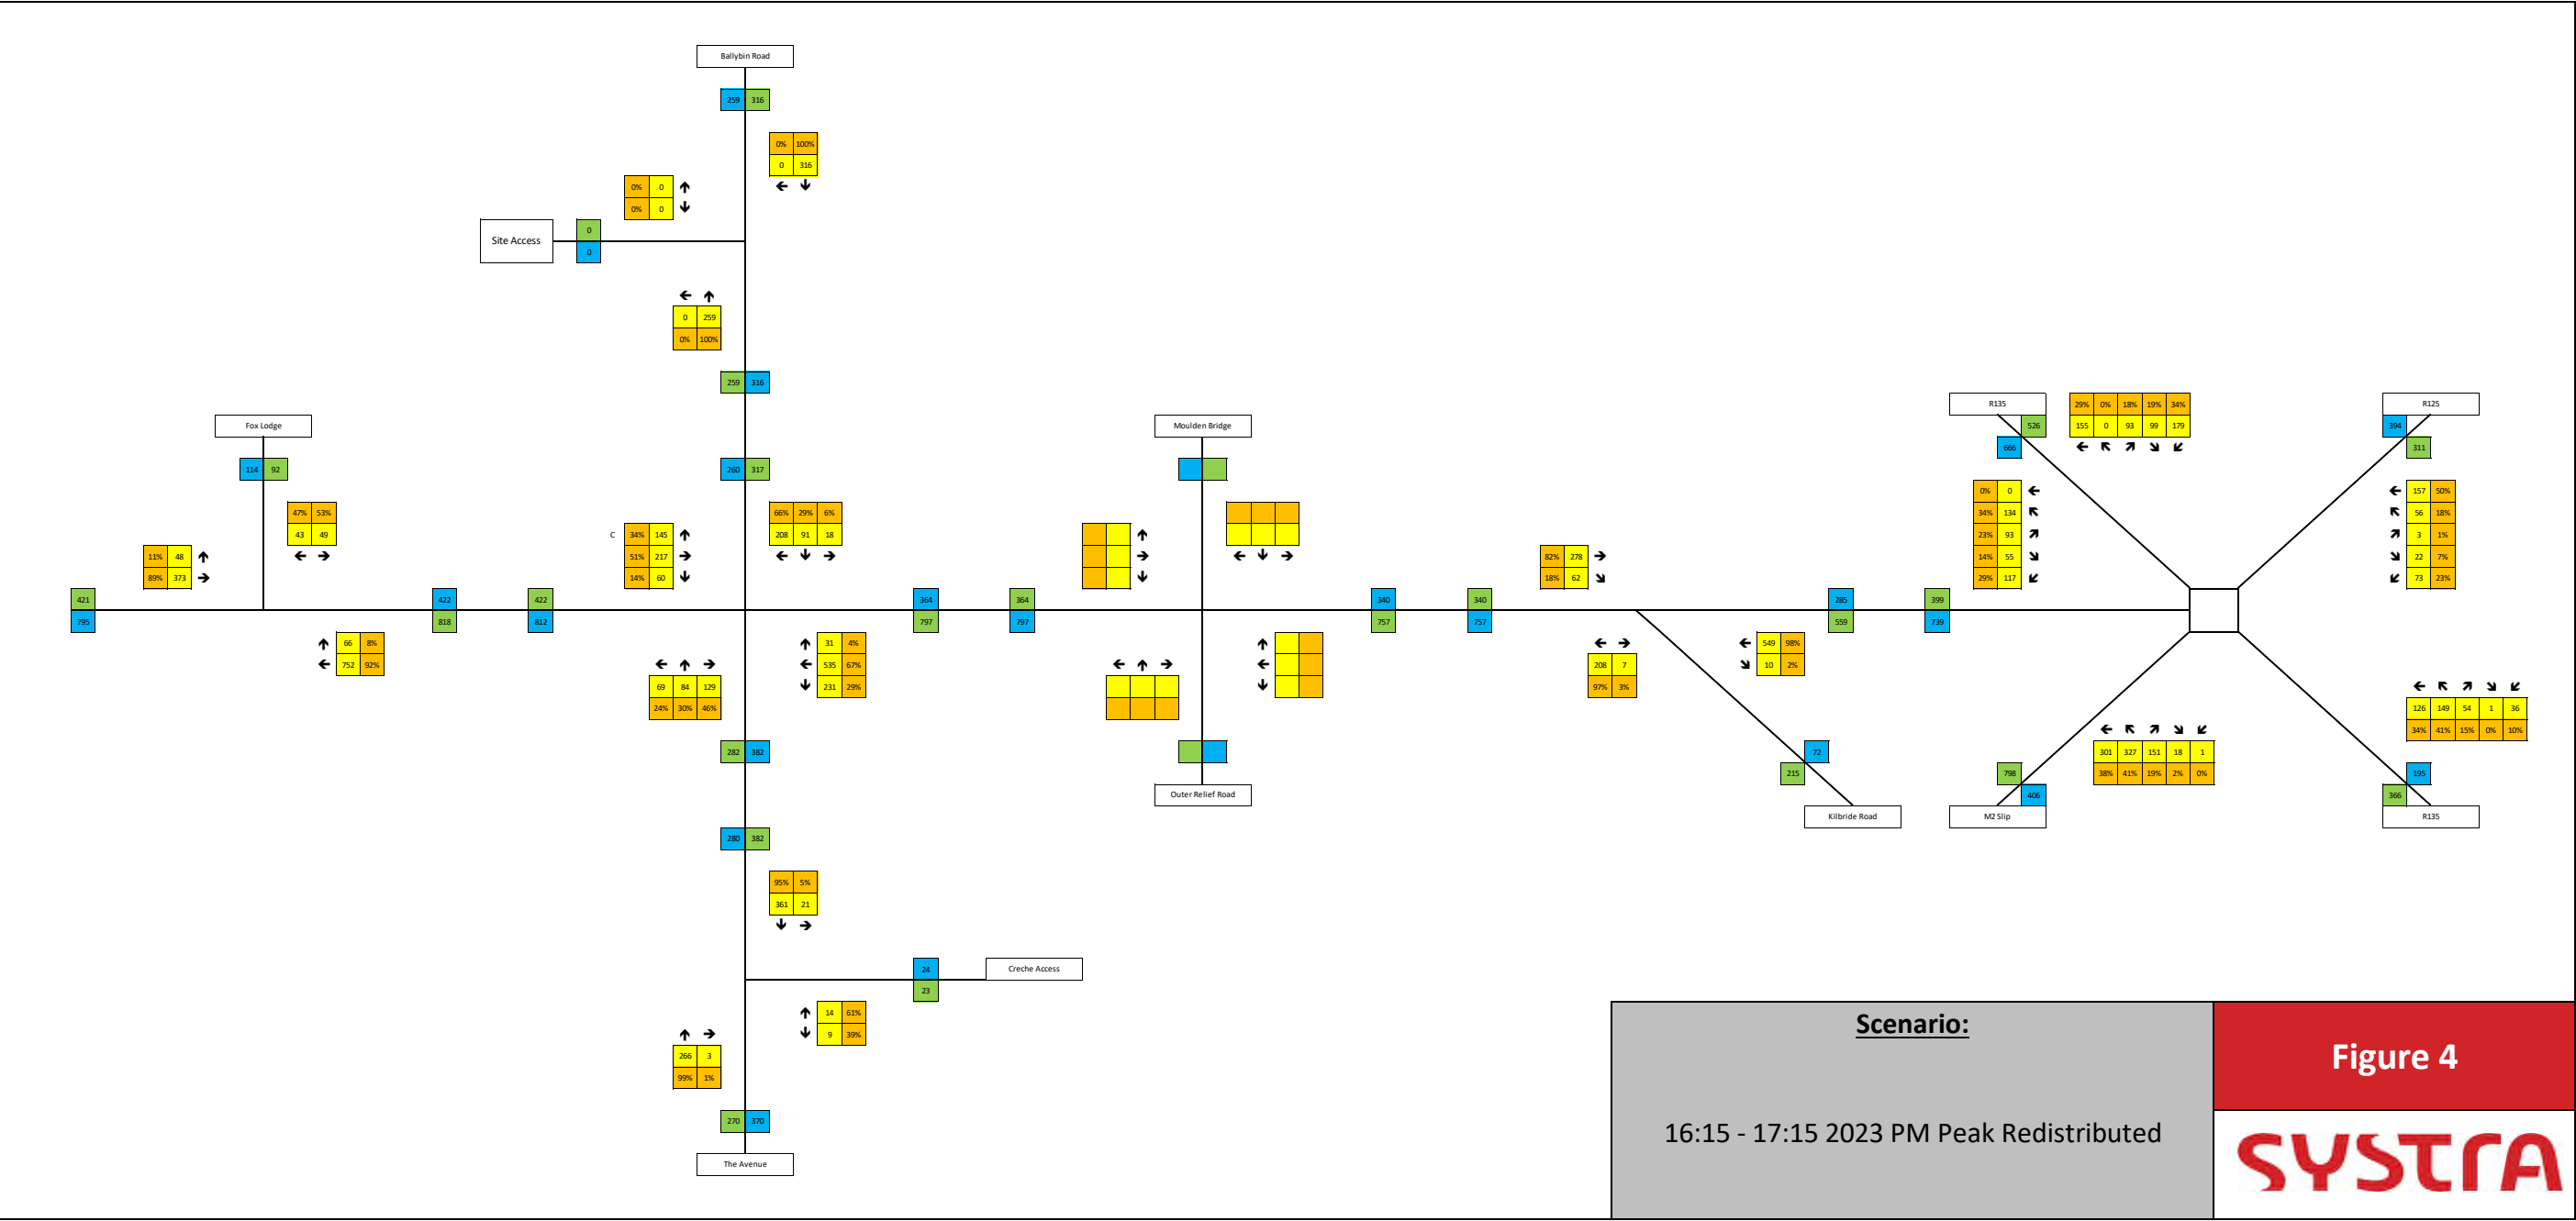 Ballybin Road
259 316
0% 100%
0 316
← ↓
0% 0 ↑
0% 0 ↓
Site Access
0
0
← ↑
0 259
0% 100%
259 316
Fox Lodge
114 92
47% 53%
43 49
← →
11% 48 ↑
89% 373 →
421
795
↑ 66 8%
← 752 92%
422
818
422
812
260 317
C 34% 145 ↑
51% 217 →
14% 60 ↓
66% 29% 6%
208 91 18
← ↓ →
← ↑ →
69 84 129
24% 30% 46%
↑ 31 4%
← 535 67%
↓ 231 29%
364
797
364
797
282 382
280 382
95% 5%
361 21
↓ →
24
23
Creche Access
↑ 14 61%
↓ 9 39%
↑ →
266 3
99% 1%
270 370
The Avenue
Moulden Bridge
↑
→
↓
← ↓ →
← ↑ →
↑
←
↓
Outer Relief Road
340
757
340
757
82% 278 →
18% 62 ↘
← →
208 7
97% 3%
← 549 98%
↘ 10 2%
285
559
399
739
72
215
Kilbride Road
R135
526
666
29% 0% 18% 19% 34%
155 0 93 99 179
← ↖ ↗ ↘ ↙
0% 0 ←
34% 134 ↖
23% 93 ↗
14% 55 ↘
29% 117 ↙
R125
394
311
← 157 50%
↖ 56 18%
↗ 3 1%
↘ 22 7%
↙ 73 23%
← ↖ ↗ ↘ ↙
126 149 54 1 36
34% 41% 15% 0% 10%
← ↖ ↗ ↘ ↙
301 327 151 18 1
38% 41% 19% 2% 0%
798
406
M2 Slip
195
366
R135
Scenario:
16:15 - 17:15 2023 PM Peak Redistributed
Figure 4
SYSTRA